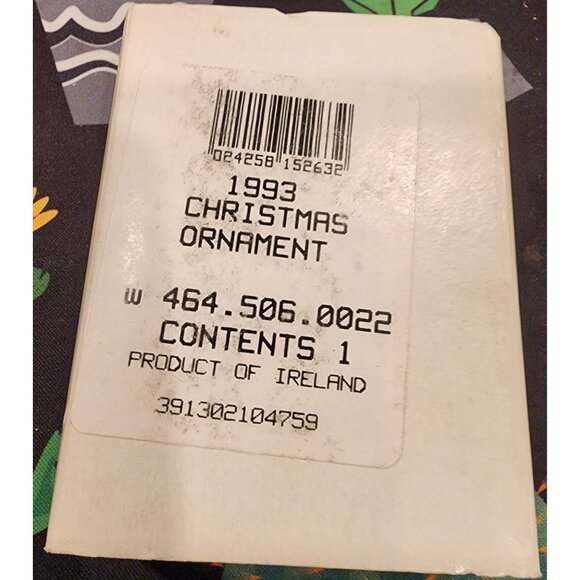 024258 152632
1993
CHRISTMAS
ORNAMENT
W 464.506.0022
CONTENTS 1
PRODUCT OF IRELAND
391302104759